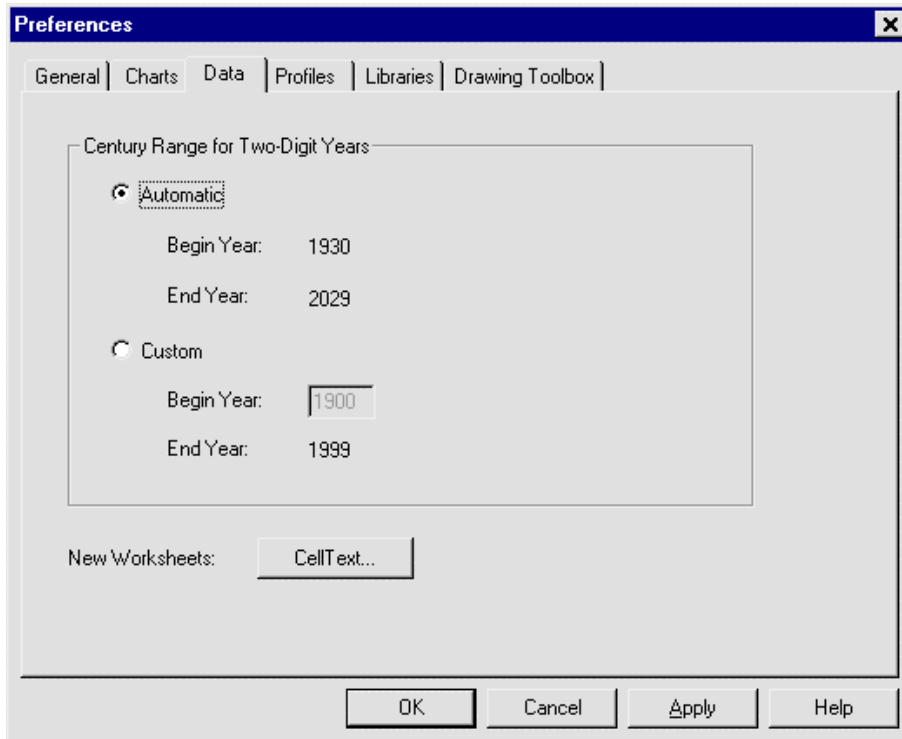 Preferences
General Charts Data Profiles Libraries Drawing Toolbox
Century Range for Two-Digit Years
Automatic
Begin Year: 1930
End Year: 2029
Custom
Begin Year: 1900
End Year: 1999
New Worksheets: CellText...
OK Cancel Apply Help